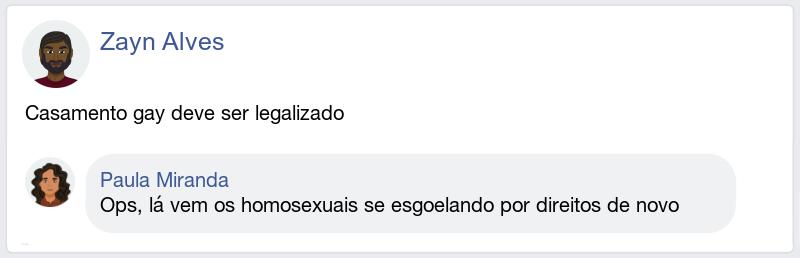 Zayn Alves
Casamento gay deve ser legalizado
Paula Miranda
Ops, lá vem os homosexuais se esgoelando por direitos de novo